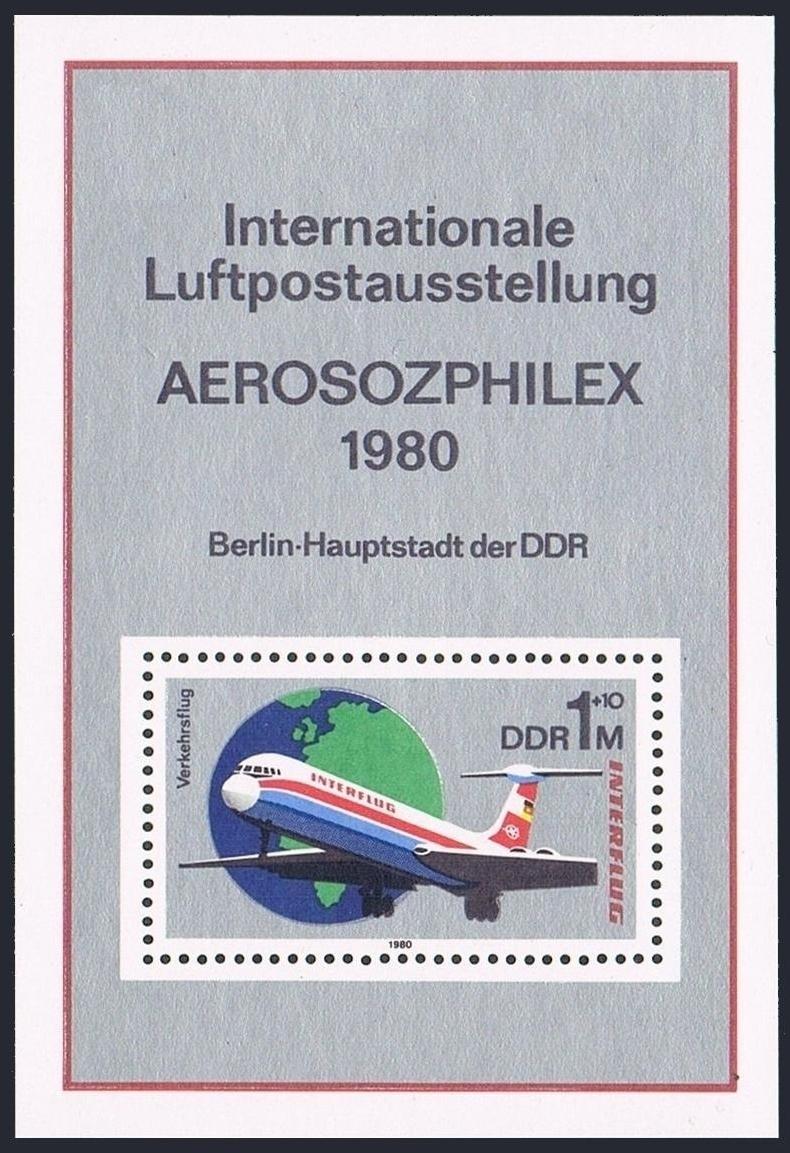 Internationale
Luftpostausstellung
AEROSOZPHILEX
1980
Berlin·Hauptstadt der DDR
Verkehrsflug
DDR 1+10 M
INTERFLUG
INTERFLUG
1980